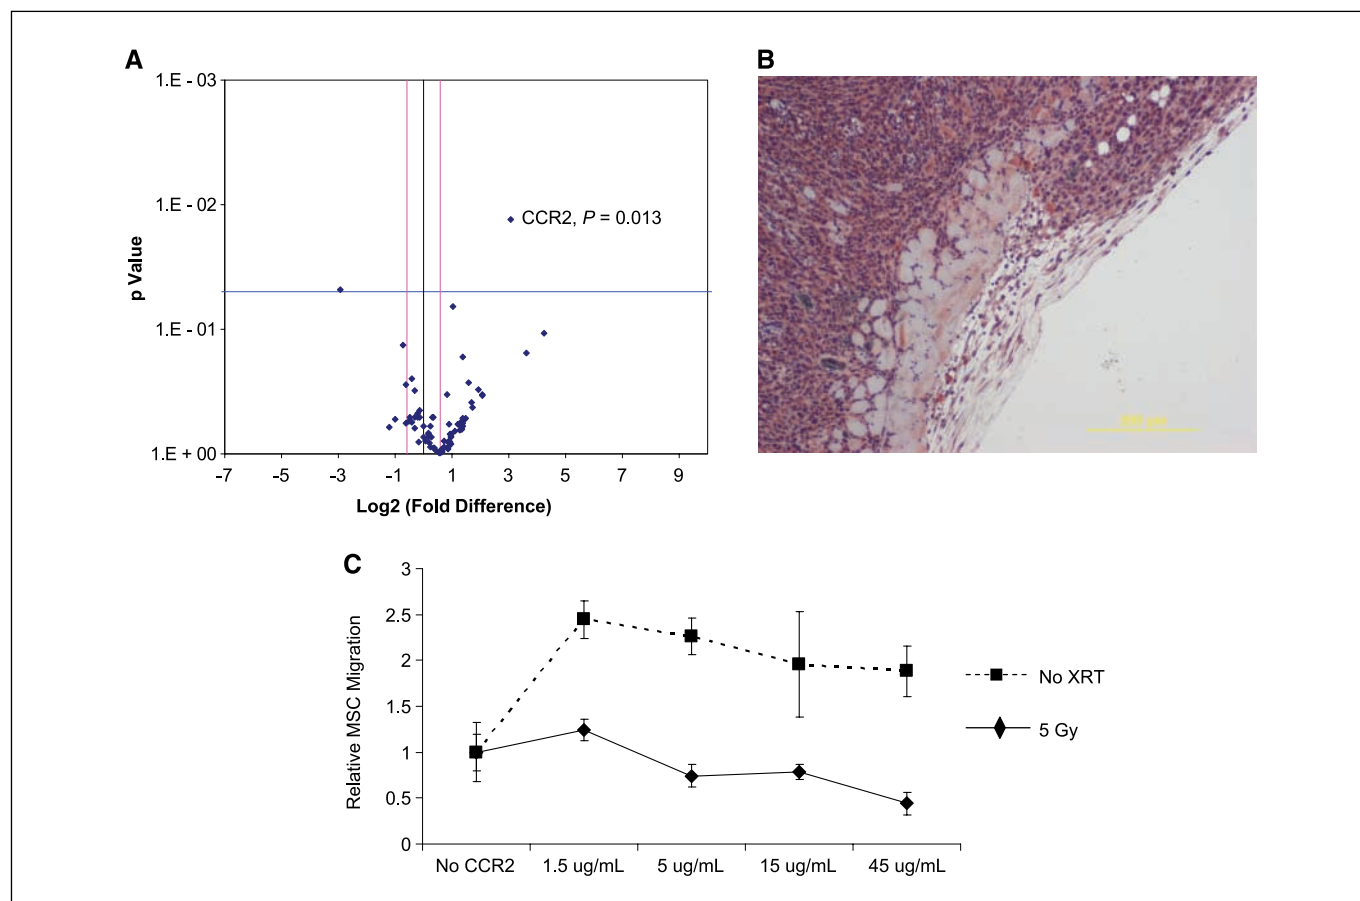 A
1.E - 03
1.E - 02
1.E - 01
1.E + 00
p Value
CCR2, P = 0.013
-7 -5 -3 -1 1 3 5 7 9
Log2 (Fold Difference)
B
C
3
2.5
2
1.5
1
0.5
0
Relative MSC Migration
No CCR2 1.5 ug/mL 5 ug/mL 15 ug/mL 45 ug/mL
No XRT
5 Gy